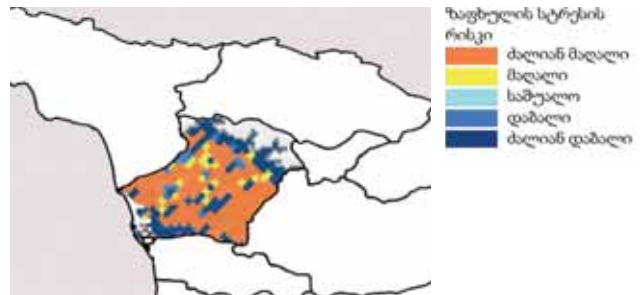 ზაფხულის სტრესის
რისკი
ძალიან მაღალი
მაღალი
საშუალო
დაბალი
ძალიან დაბალი